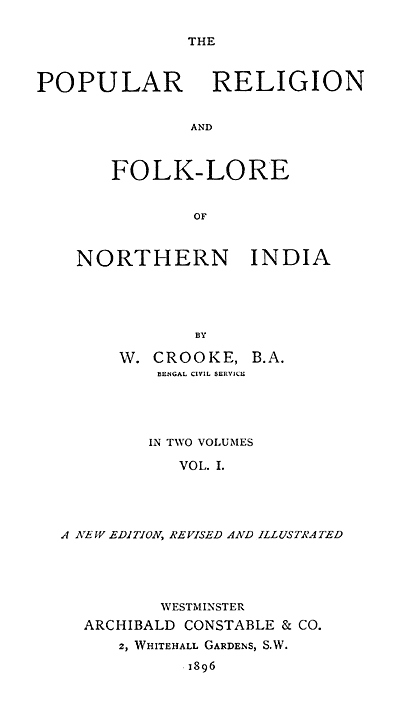 THE
POPULAR RELIGION
AND
FOLK-LORE
OF
NORTHERN INDIA
BY
W. CROOKE, B.A.
BENGAL CIVIL SERVICE
IN TWO VOLUMES
VOL. I.
A NEW EDITION, REVISED AND ILLUSTRATED
WESTMINSTER
ARCHIBALD CONSTABLE & CO.
2, WHITEHALL GARDENS, S.W.
1896